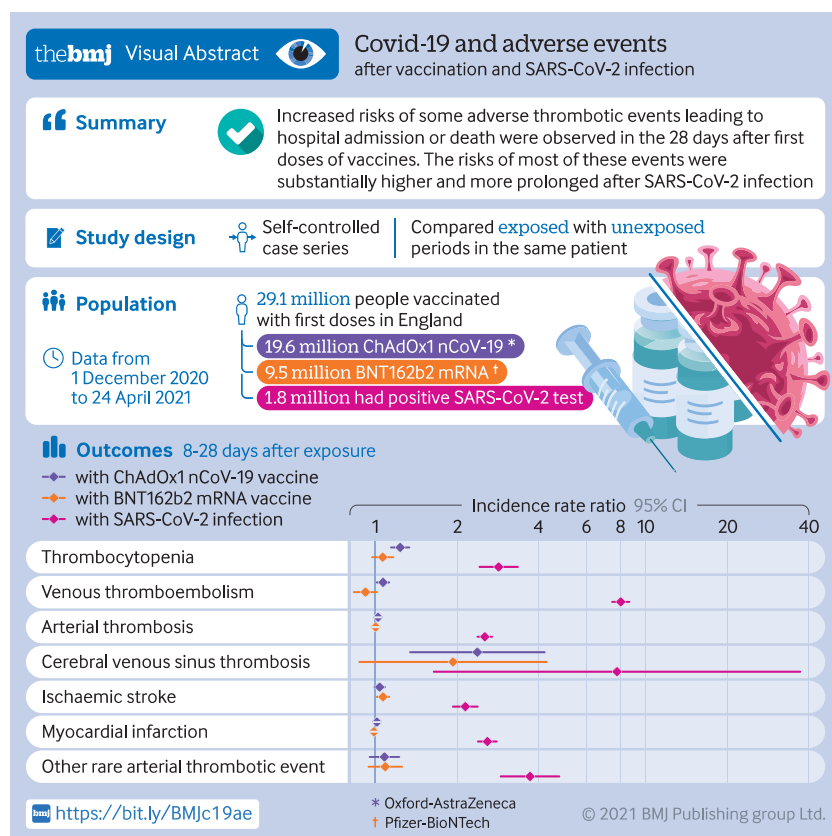 thebmj Visual Abstract
Covid-19 and adverse events
after vaccination and SARS-CoV-2 infection
Summary
Increased risks of some adverse thrombotic events leading to
hospital admission or death were observed in the 28 days after first
doses of vaccines. The risks of most of these events were
substantially higher and more prolonged after SARS-CoV-2 infection
Study design
Self-controlled
case series
Compared exposed with unexposed
periods in the same patient
Population
29.1 million people vaccinated
with first doses in England
19.6 million ChAdOx1 nCoV-19 *
9.5 million BNT162b2 mRNA †
1.8 million had positive SARS-CoV-2 test
Data from
1 December 2020
to 24 April 2021
Outcomes 8-28 days after exposure
with ChAdOx1 nCoV-19 vaccine
with BNT162b2 mRNA vaccine
with SARS-CoV-2 infection
Incidence rate ratio 95% CI
1 2 4 6 8 10 20 40
Thrombocytopenia
Venous thromboembolism
Arterial thrombosis
Cerebral venous sinus thrombosis
Ischaemic stroke
Myocardial infarction
Other rare arterial thrombotic event
bmj https://bit.ly/BMJc19ae
* Oxford-AstraZeneca
† Pfizer-BioNTech
© 2021 BMJ Publishing group Ltd.